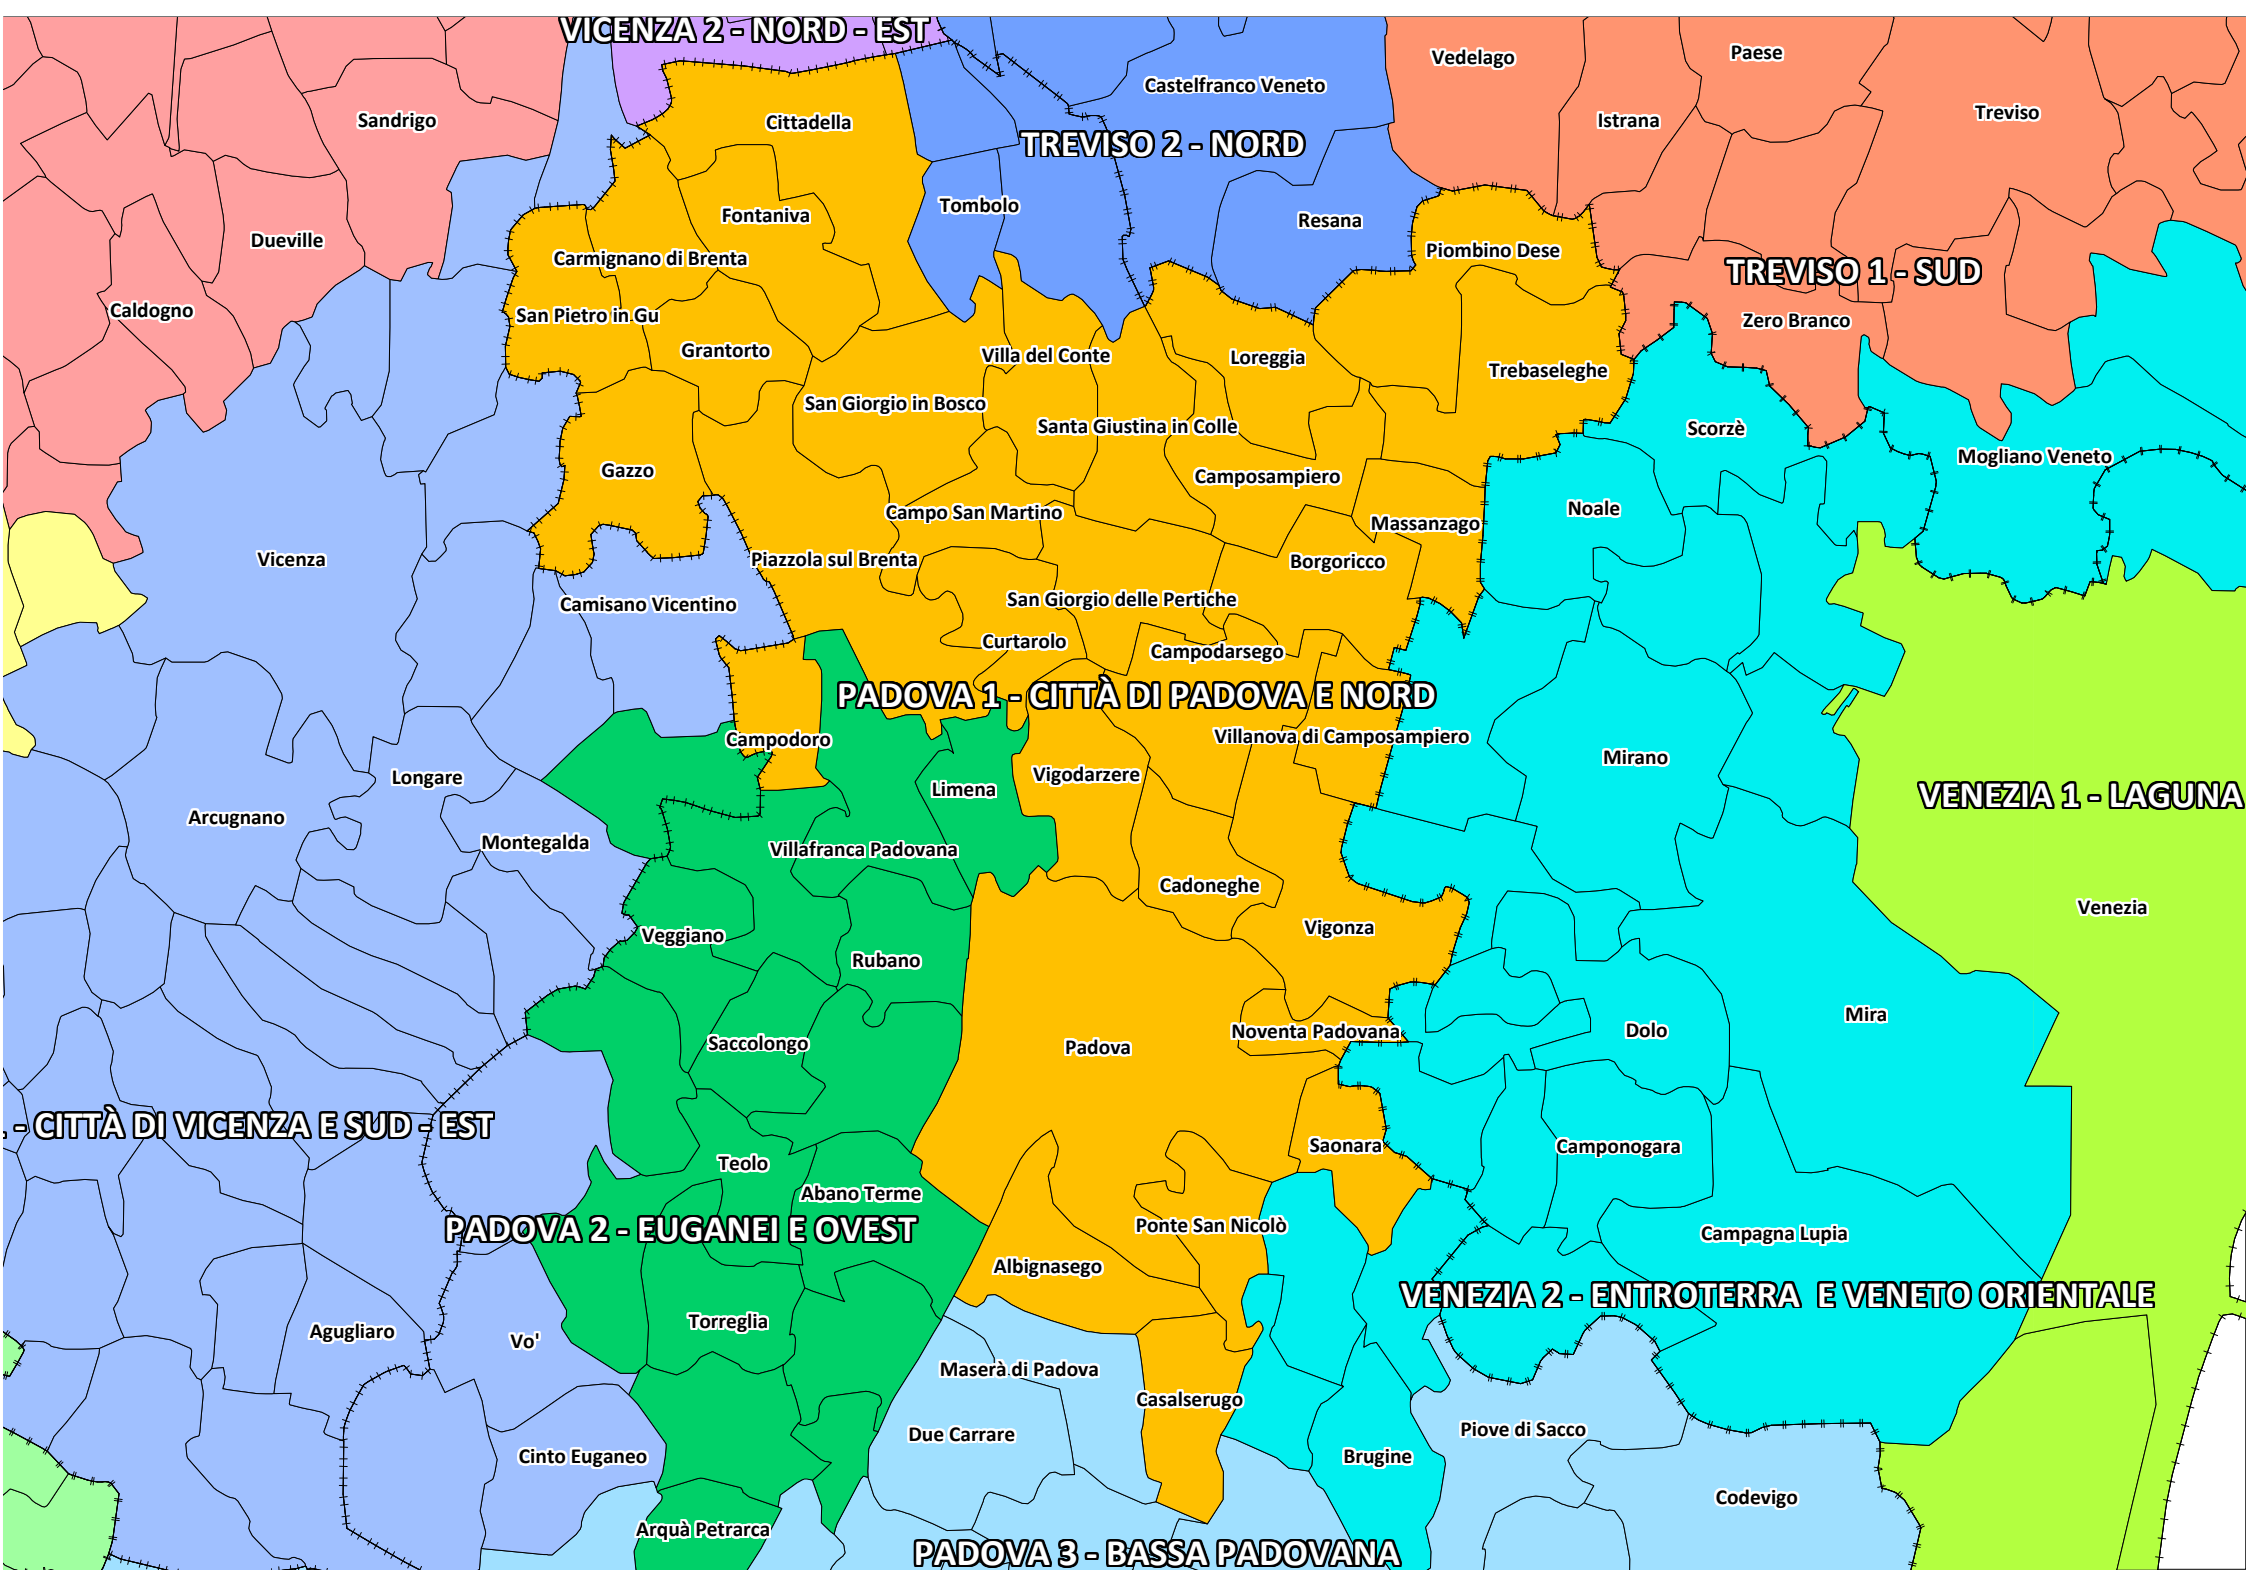 VICENZA 2 - NORD - EST
Vedelago
Paese
Castelfranco Veneto
Sandrigo
Cittadella
Istrana
Treviso
TREVISO 2 - NORD
Tombolo
Fontaniva
Resana
Dueville
Piombino Dese
Carmignano di Brenta
TREVISO 1 - SUD
Caldogno
San Pietro in Gu
Zero Branco
Grantorto
Villa del Conte
Loreggia
Trebaseleghe
San Giorgio in Bosco
Santa Giustina in Colle
Scorzè
Mogliano Veneto
Gazzo
Camposampiero
Noale
Campo San Martino
Massanzago
Vicenza
Piazzola sul Brenta
Borgoricco
Camisano Vicentino
San Giorgio delle Pertiche
Curtarolo
Campodarsego
PADOVA 1 - CITTÀ DI PADOVA E NORD
Campodoro
Villanova di Camposampiero
Mirano
Longare
Vigodarzere
Limena
VENEZIA 1 - LAGUNA
Arcugnano
Montegalda
Villafranca Padovana
Cadoneghe
Venezia
Vigonza
Veggiano
Rubano
Mira
Noventa Padovana
Dolo
Saccolongo
Padova
- CITTÀ DI VICENZA E SUD - EST
Saonara
Camponogara
Teolo
Abano Terme
PADOVA 2 - EUGANEI E OVEST
Ponte San Nicolò
Campagna Lupia
Albignasego
VENEZIA 2 - ENTROTERRA  E VENETO ORIENTALE
Torreglia
Agugliaro
Vo'
Maserà di Padova
Casalserugo
Due Carrare
Piove di Sacco
Cinto Euganeo
Brugine
Codevigo
Arquà Petrarca
PADOVA 3 - BASSA PADOVANA